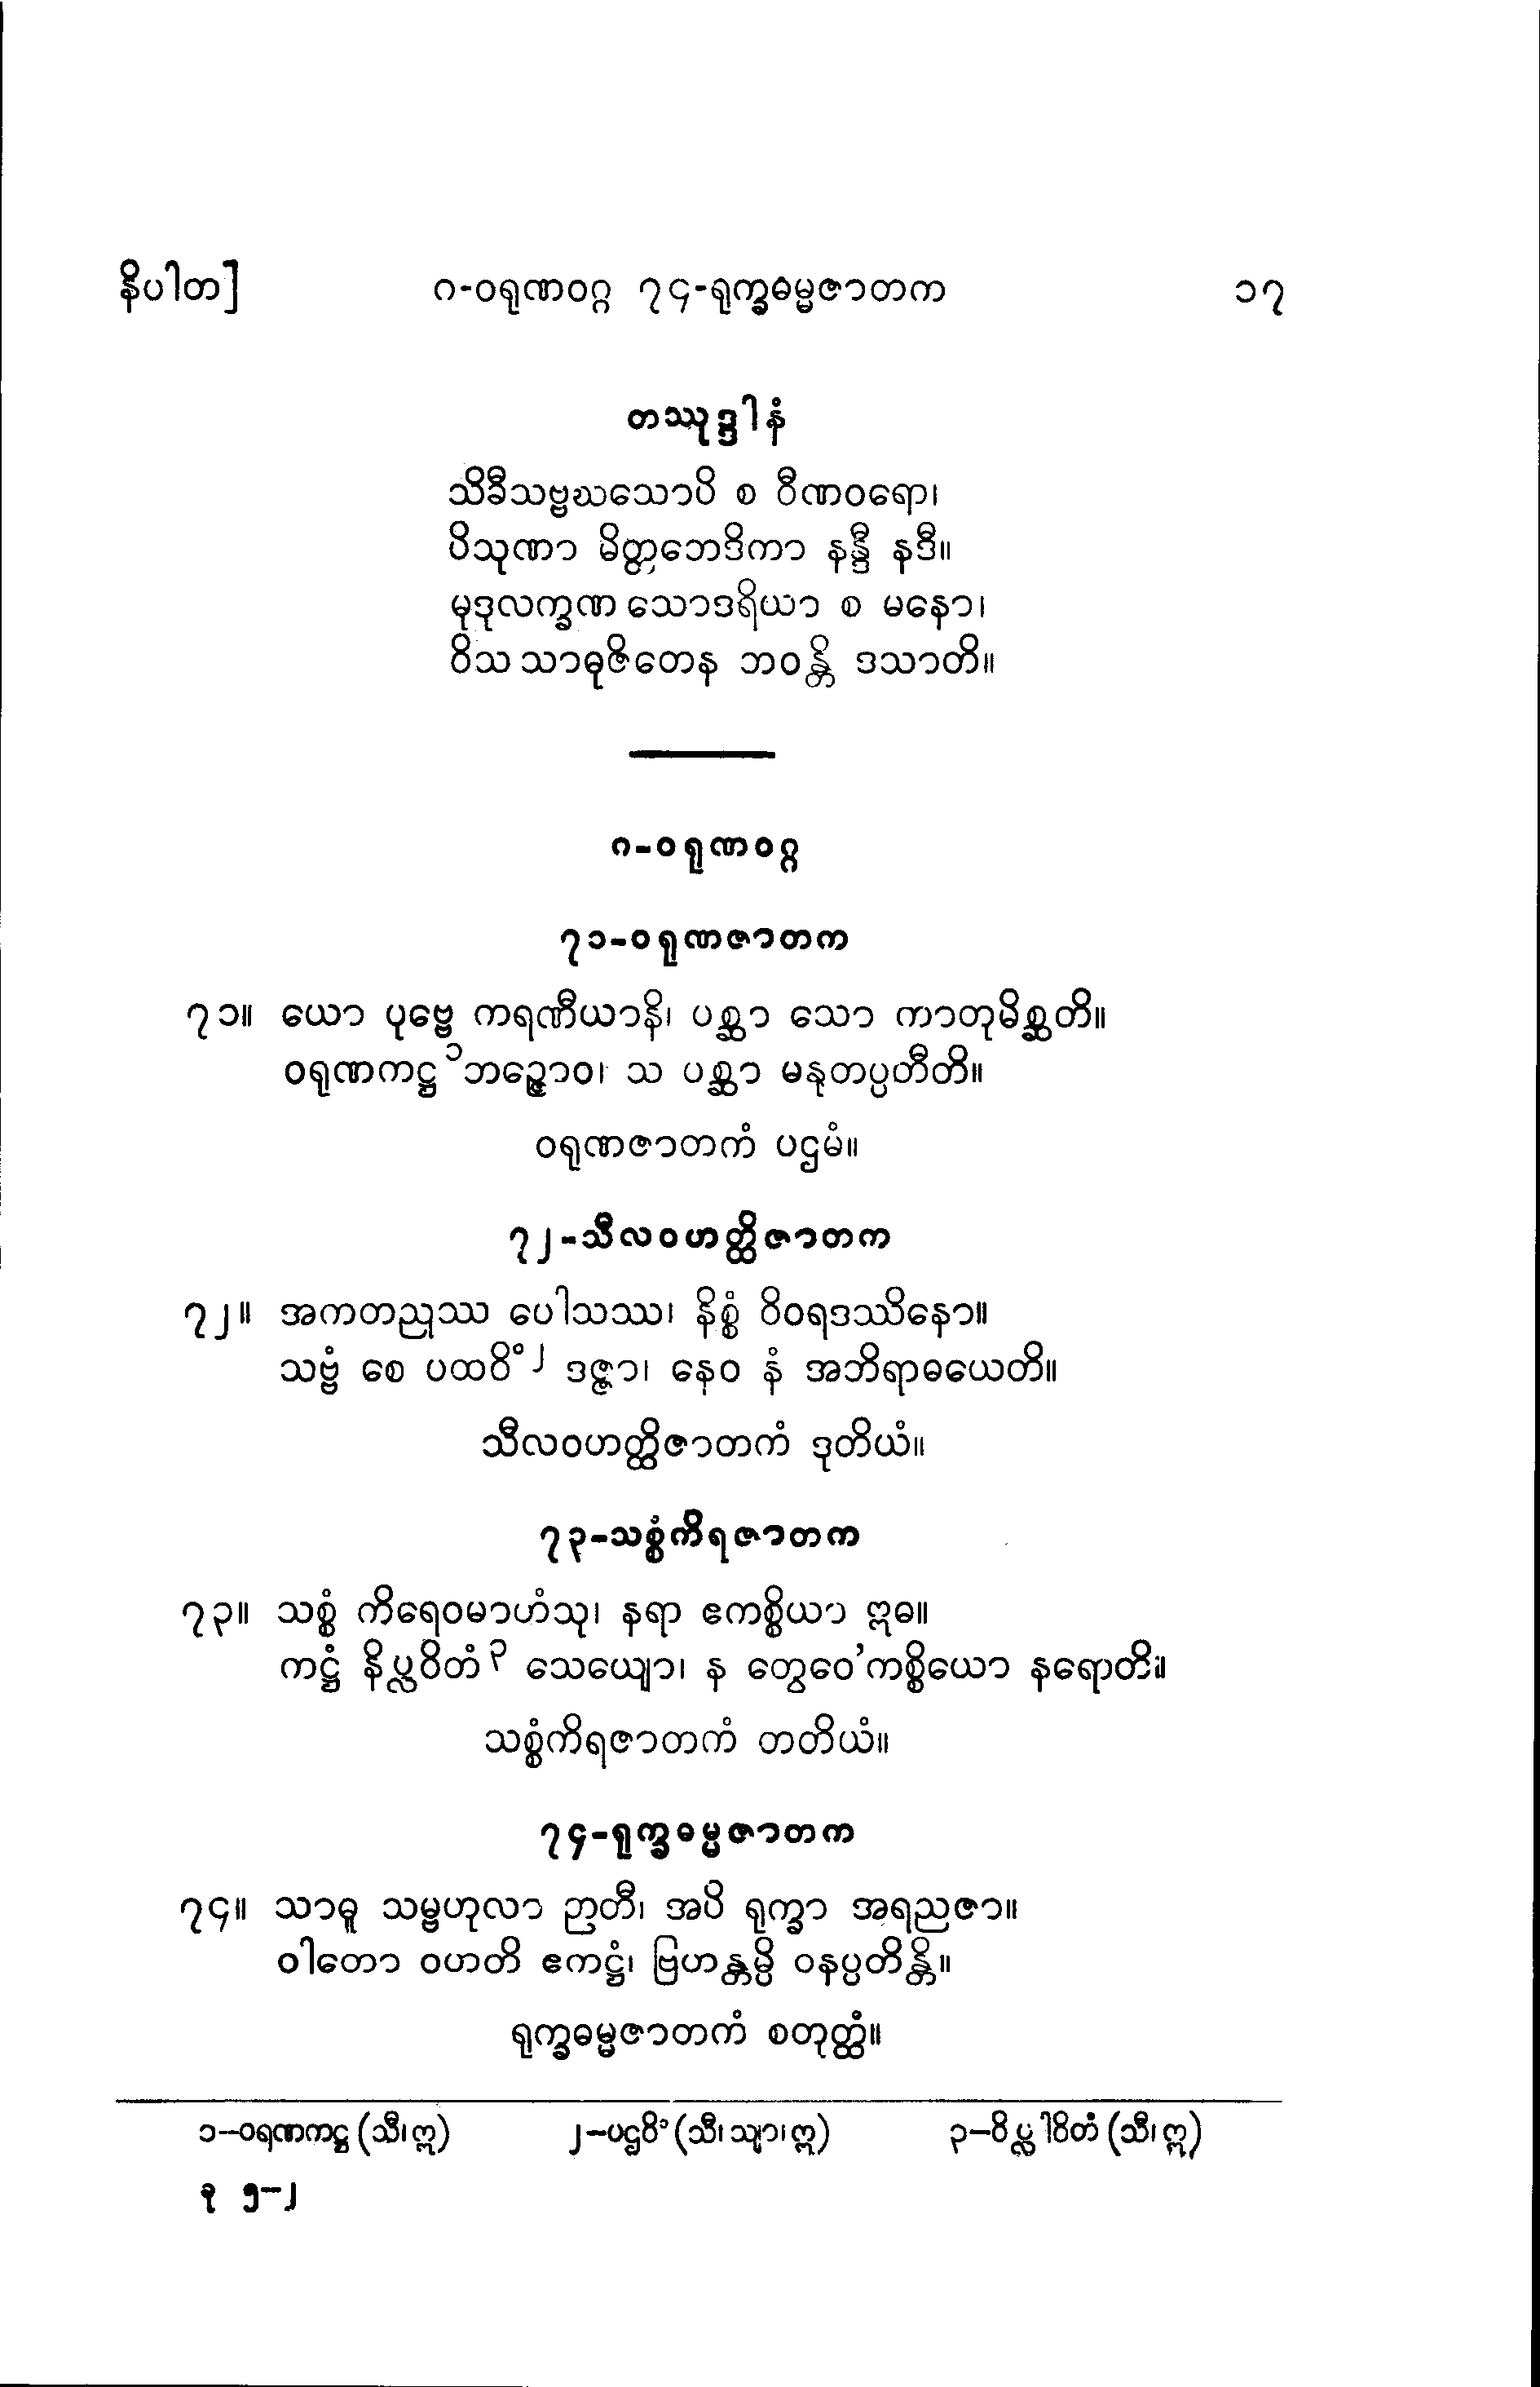 နိပါတ] ဂ-ဝရုဏဝဂ္ဂ ၇၄-ရုက္ခဓမ္မဇာတက ၁၇
တဿုဒ္ဒါနံ
သိခီသဗ္ဗဃသောပိ စ ဝီဏဝရော၊
ပိသုဏာ မိတ္တဘေဒိကာ နန္ဒီ နဒီ။
မုဒုလက္ခဏ သောဒရိယာ စ မနော၊
ဝိသ သာဓုဇိတေန ဘဝန္တိ ဒသာတိ။
ဂ-ဝရုဏဝဂ္ဂ
၇၁-ဝရုဏဇာတက
၇၁။ ယော ပုဗ္ဗေ ကရဏီယာနိ၊ ပစ္ဆာ သော ကာတုမိစ္ဆတိ။
ဝရုဏကဋ္ဌ ၁ ဘဉ္ဇောဝ၊ သ ပစ္ဆာ မနုတပ္ပတီတိ။
ဝရုဏဇာတကံ ပဌမံ။
၇၂-သီလဝဟတ္ထိဇာတက
၇၂။ အကတညုဿ ပေါသဿ၊ နိစ္စံ ဝိဝရဒဿိနော။
သဗ္ဗံ စေ ပထဝိံ ၂ ဒဇ္ဇာ၊ နေဝ နံ အဘိရာဓယေတိ။
သီလဝဟတ္ထိဇာတကံ ဒုတိယံ။
၇၃-သစ္စံကိရဇာတက
၇၃။ သစ္စံ ကိရေဝမာဟံသု၊ နရာ ဧကစ္စိယာ ဣဓ။
ကဋ္ဌံ နိပ္လဝိတံ ၃ သေယျော၊ န တွေဝေ'ကစ္စိယော နရောတိ။
သစ္စံကိရဇာတကံ တတိယံ။
၇၄-ရုက္ခဓမ္မဇာတက
၇၄။ သာဓူ သမ္ဗဟုလာ ဉာတီ၊ အပိ ရုက္ခာ အရညဇာ။
ဝါတော ဝဟတိ ဧကဋ္ဌံ၊ ဗြဟန္တမ္ပိ ဝနပ္ပတိန္တိ။
ရုက္ခဓမ္မဇာတကံ စတုတ္ထံ။
၁-ဝရဏကဋ္ဌ (သီ၊ ဣ) ၂-ပဌဝိံ (သီ၊ သျာ၊ ဣ) ၃-ဝိပ္လါဝိတံ (သီ၊ ဣ)
ခု ၅-၂